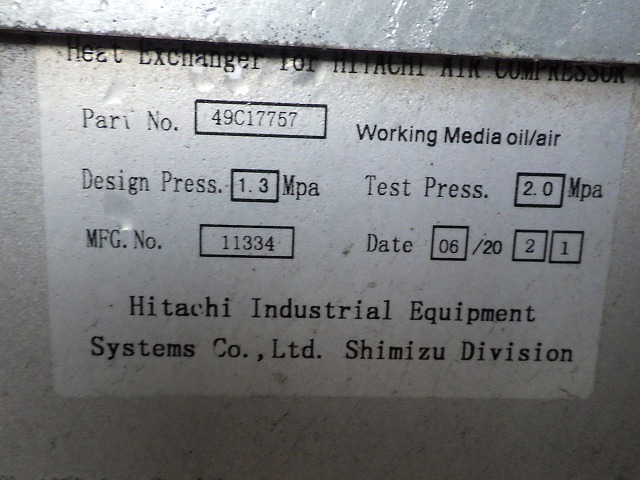 Heat Exchanger for HITACHI AIR COMPRESSOR
Part No. 49C17757 Working Media oil/air
Design Press. 1.3 Mpa Test Press. 2.0 Mpa
MFG. No. 11334 Date 06 /20 2 1
Hitachi Industrial Equipment
Systems Co.,Ltd. Shimizu Division